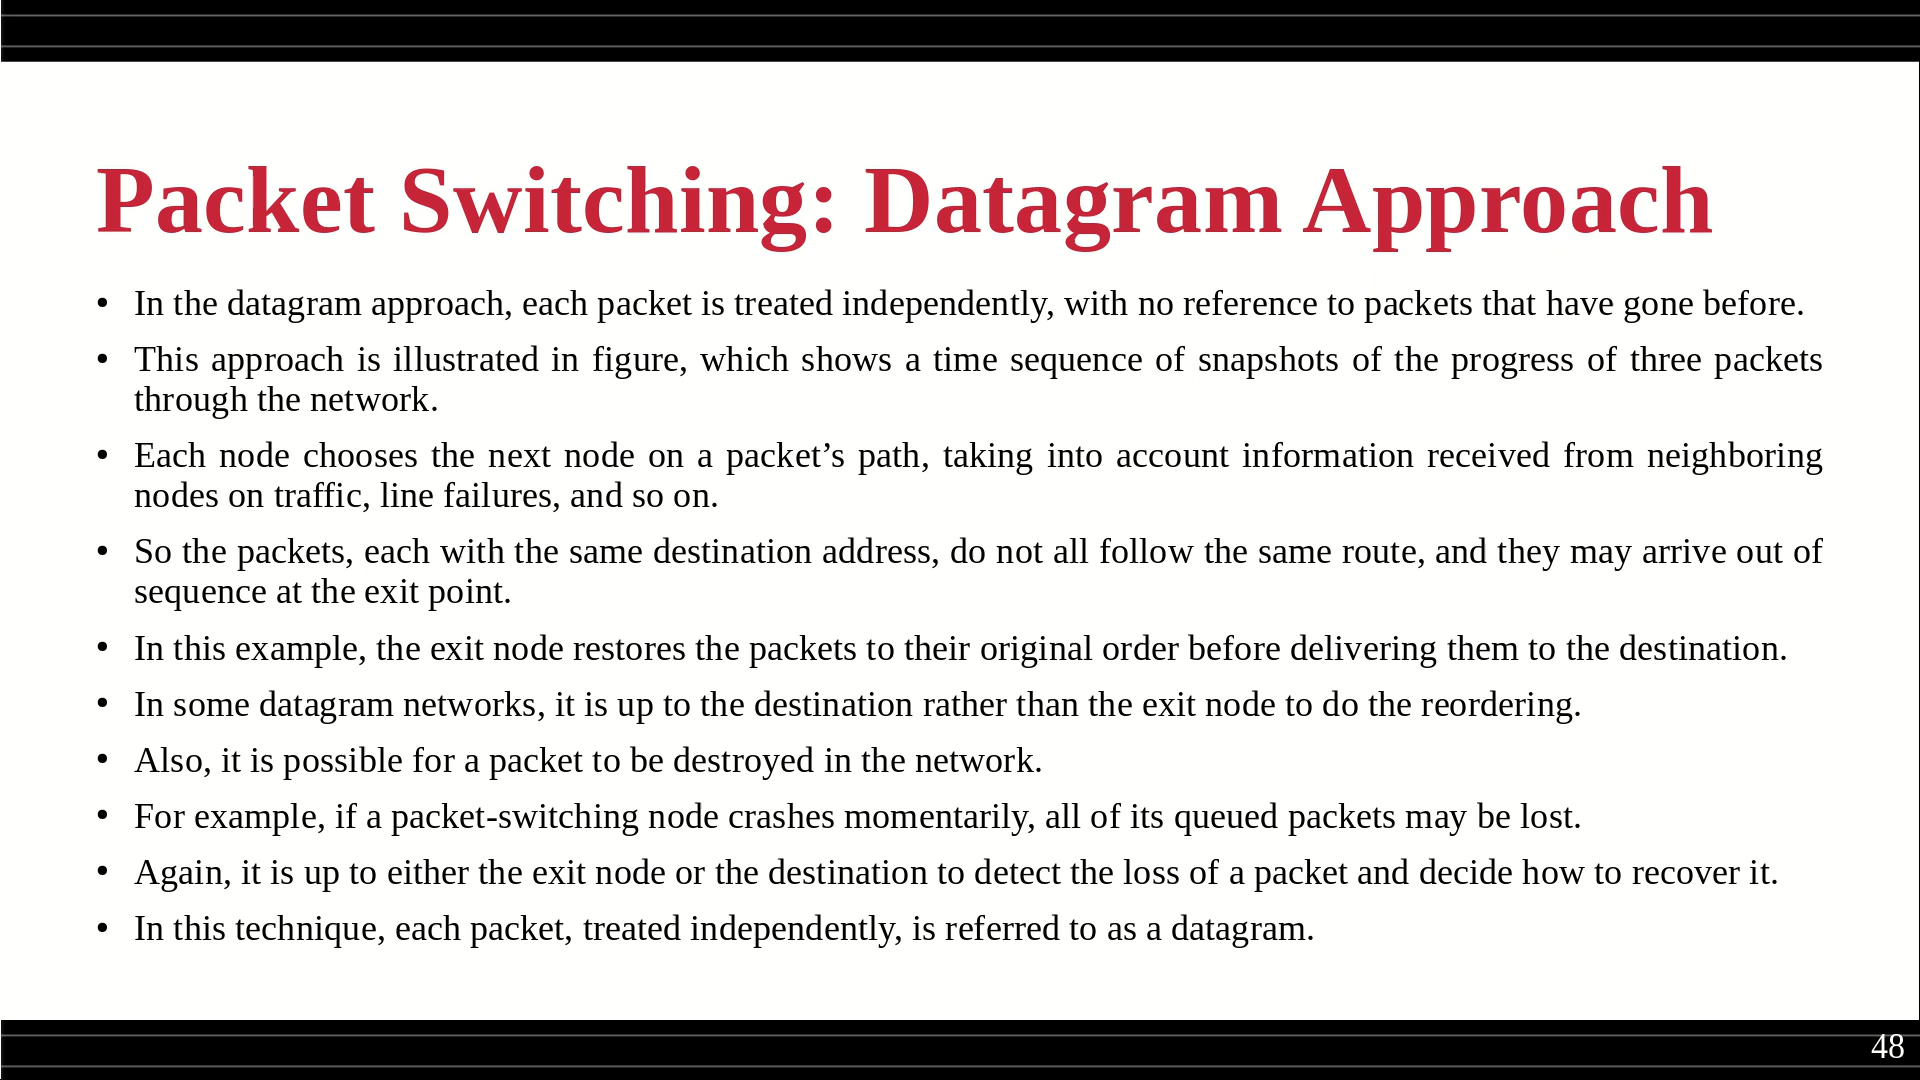 Packet Switching: Datagram Approach
• In the datagram approach, each packet is treated independently, with no reference to packets that have gone before.
• This approach is illustrated in figure, which shows a time sequence of snapshots of the progress of three packets
through the network.
• Each node chooses the next node on a packet’s path, taking into account information received from neighboring
nodes on traffic, line failures, and so on.
• So the packets, each with the same destination address, do not all follow the same route, and they may arrive out of
sequence at the exit point.
• In this example, the exit node restores the packets to their original order before delivering them to the destination.
• In some datagram networks, it is up to the destination rather than the exit node to do the reordering.
• Also, it is possible for a packet to be destroyed in the network.
• For example, if a packet-switching node crashes momentarily, all of its queued packets may be lost.
• Again, it is up to either the exit node or the destination to detect the loss of a packet and decide how to recover it.
• In this technique, each packet, treated independently, is referred to as a datagram.
48